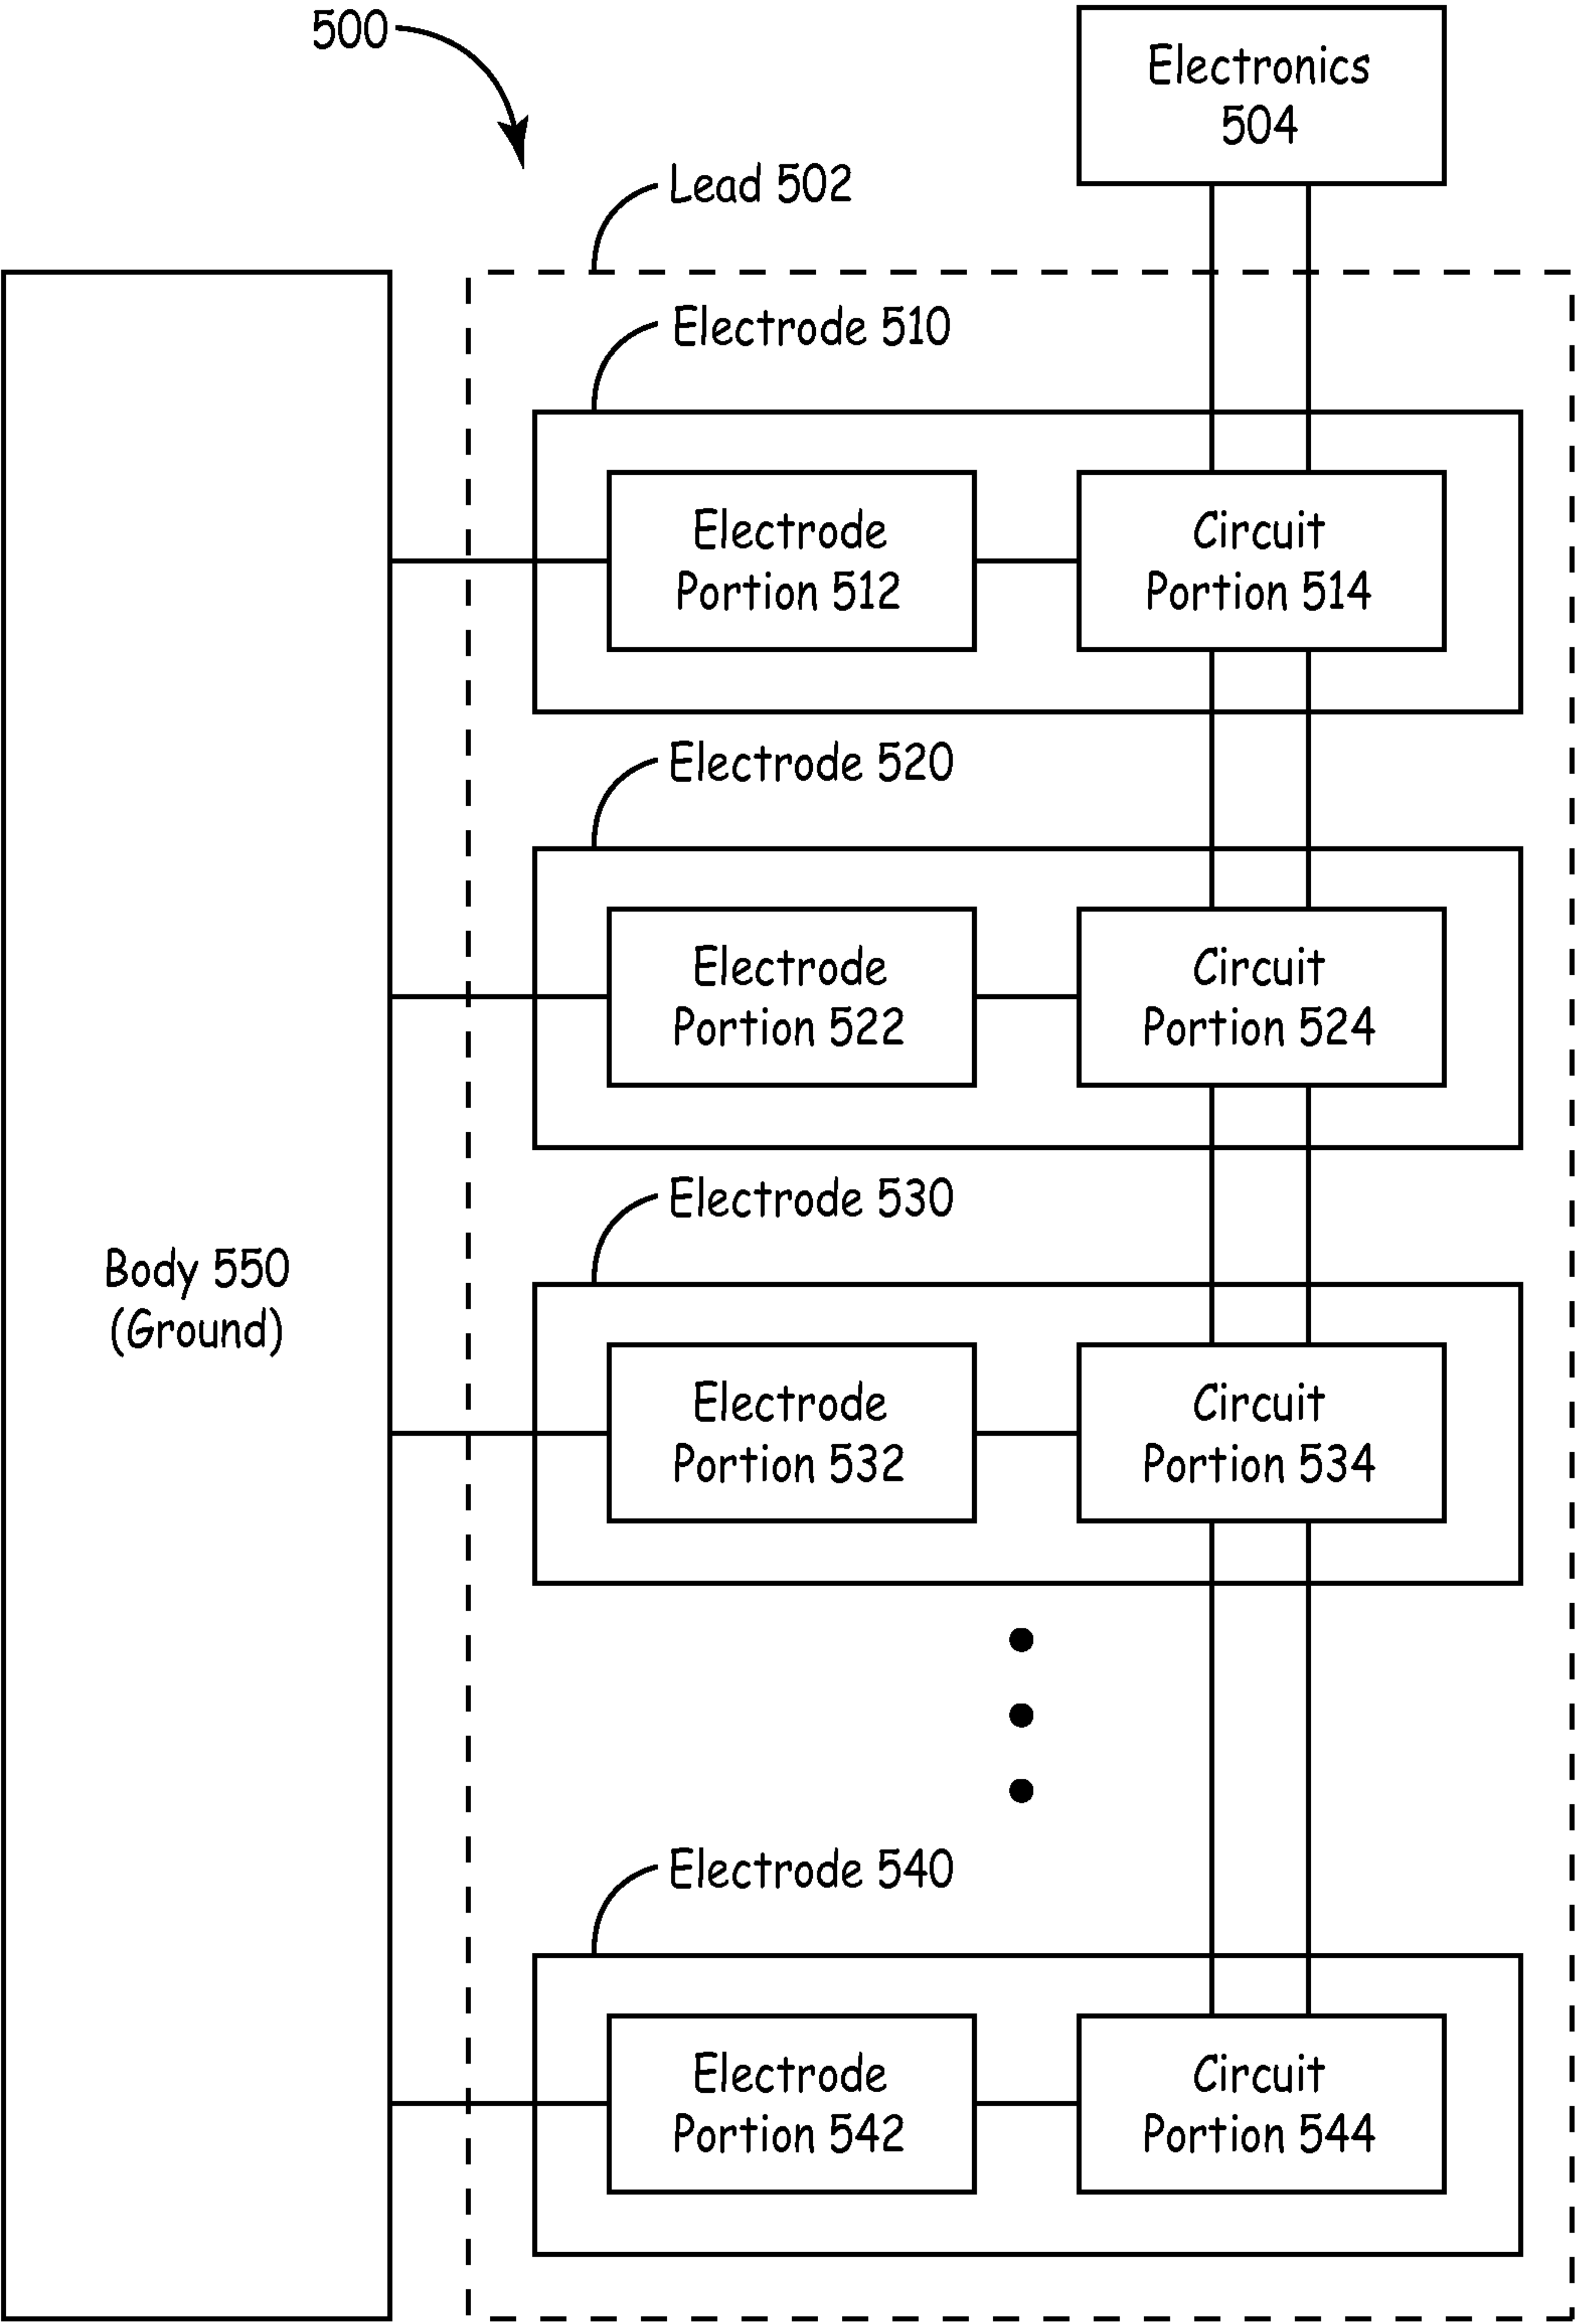 500
Electronics
504
Lead 502
Electrode 510
Electrode
Portion 512
Circuit
Portion 514
Electrode 520
Electrode
Portion 522
Circuit
Portion 524
Electrode 530
Body 550
(Ground)
Electrode
Portion 532
Circuit
Portion 534
Electrode 540
Electrode
Portion 542
Circuit
Portion 544